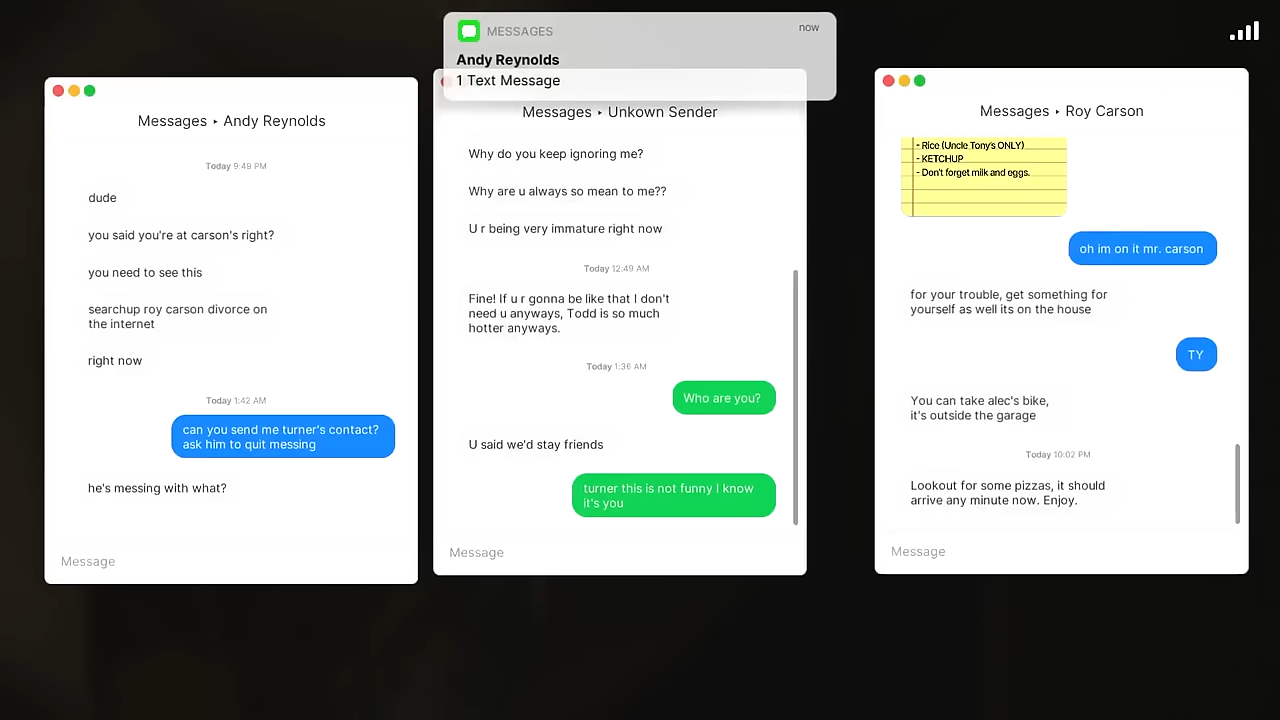 MESSAGES
now
Andy Reynolds
1 Text Message
Messages ‣ Andy Reynolds
Today 9:49 PM
dude
you said you're at carson's right?
you need to see this
searchup roy carson divorce on
the internet
right now
Today 1:42 AM
can you send me turner's contact?
ask him to quit messing
he's messing with what?
Message
Messages ‣ Unkown Sender
Why do you keep ignoring me?
Why are u always so mean to me??
U r being very immature right now
Today 12:49 AM
Fine! If u r gonna be like that I don't
need u anyways, Todd is so much
hotter anyways.
Today 1:36 AM
Who are you?
U said we'd stay friends
turner this is not funny I know
it's you
Message
Messages ‣ Roy Carson
- Rice (Uncle Tony's ONLY)
- KETCHUP
- Don't forget milk and eggs.
oh im on it mr. carson
for your trouble, get something for
yourself as well its on the house
TY
You can take alec's bike,
it's outside the garage
Today 10:02 PM
Lookout for some pizzas, it should
arrive any minute now. Enjoy.
Message